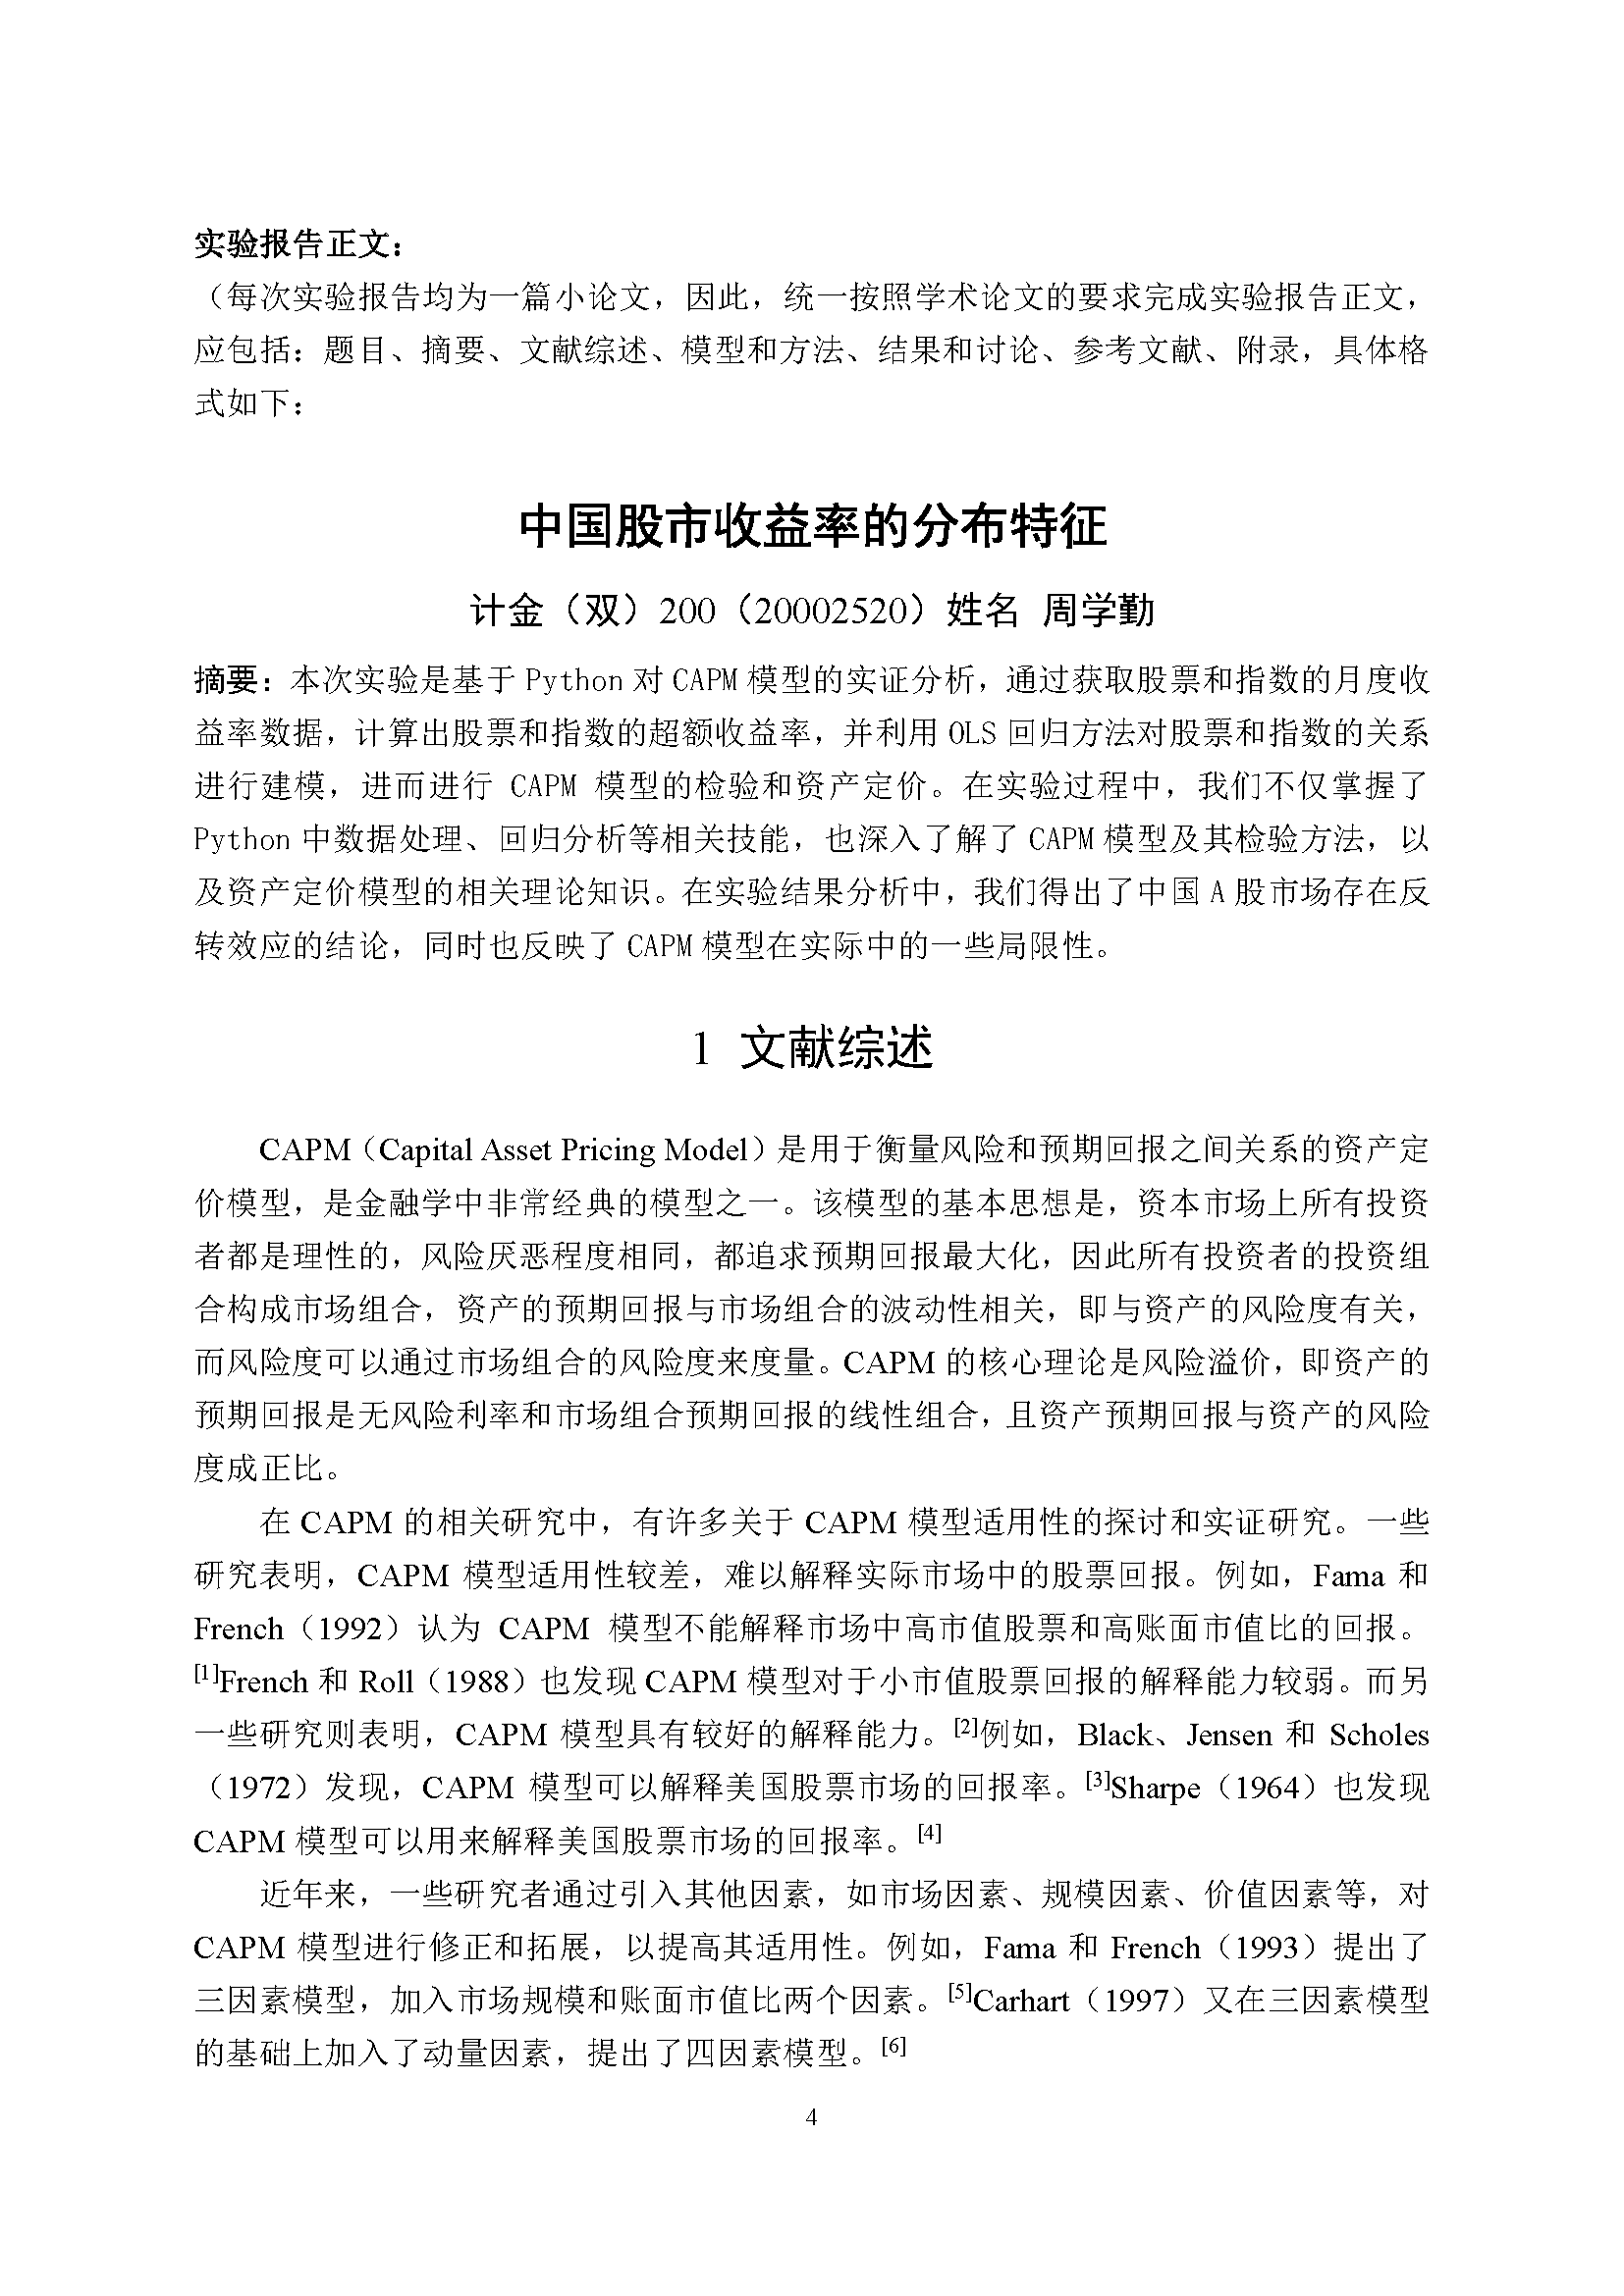 实验报告正文：
（每次实验报告均为一篇小论文，因此，统一按照学术论文的要求完成实验报告正文，
应包括：题目、摘要、文献综述、模型和方法、结果和讨论、参考文献、附录，具体格
式如下：
中国股市收益率的分布特征
计金（双）200（20002520）姓名 周学勤
摘要：本次实验是基于 Python 对 CAPM 模型的实证分析，通过获取股票和指数的月度收
益率数据，计算出股票和指数的超额收益率，并利用 OLS 回归方法对股票和指数的关系
进行建模，进而进行 CAPM 模型的检验和资产定价。在实验过程中，我们不仅掌握了
Python 中数据处理、回归分析等相关技能，也深入了解了 CAPM 模型及其检验方法，以
及资产定价模型的相关理论知识。在实验结果分析中，我们得出了中国 A 股市场存在反
转效应的结论，同时也反映了 CAPM 模型在实际中的一些局限性。
1 文献综述
CAPM（Capital Asset Pricing Model）是用于衡量风险和预期回报之间关系的资产定
价模型，是金融学中非常经典的模型之一。该模型的基本思想是，资本市场上所有投资
者都是理性的，风险厌恶程度相同，都追求预期回报最大化，因此所有投资者的投资组
合构成市场组合，资产的预期回报与市场组合的波动性相关，即与资产的风险度有关，
而风险度可以通过市场组合的风险度来度量。CAPM 的核心理论是风险溢价，即资产的
预期回报是无风险利率和市场组合预期回报的线性组合，且资产预期回报与资产的风险
度成正比。
在 CAPM 的相关研究中，有许多关于 CAPM 模型适用性的探讨和实证研究。一些
研究表明，CAPM 模型适用性较差，难以解释实际市场中的股票回报。例如，Fama 和
French（1992）认为 CAPM 模型不能解释市场中高市值股票和高账面市值比的回报。
[1]French 和 Roll（1988）也发现 CAPM 模型对于小市值股票回报的解释能力较弱。而另
一些研究则表明，CAPM 模型具有较好的解释能力。[2]例如，Black、Jensen 和 Scholes
（1972）发现，CAPM 模型可以解释美国股票市场的回报率。[3]Sharpe（1964）也发现
CAPM 模型可以用来解释美国股票市场的回报率。[4]
近年来，一些研究者通过引入其他因素，如市场因素、规模因素、价值因素等，对
CAPM 模型进行修正和拓展，以提高其适用性。例如，Fama 和 French（1993）提出了
三因素模型，加入市场规模和账面市值比两个因素。[5]Carhart（1997）又在三因素模型
的基础上加入了动量因素，提出了四因素模型。[6]
4